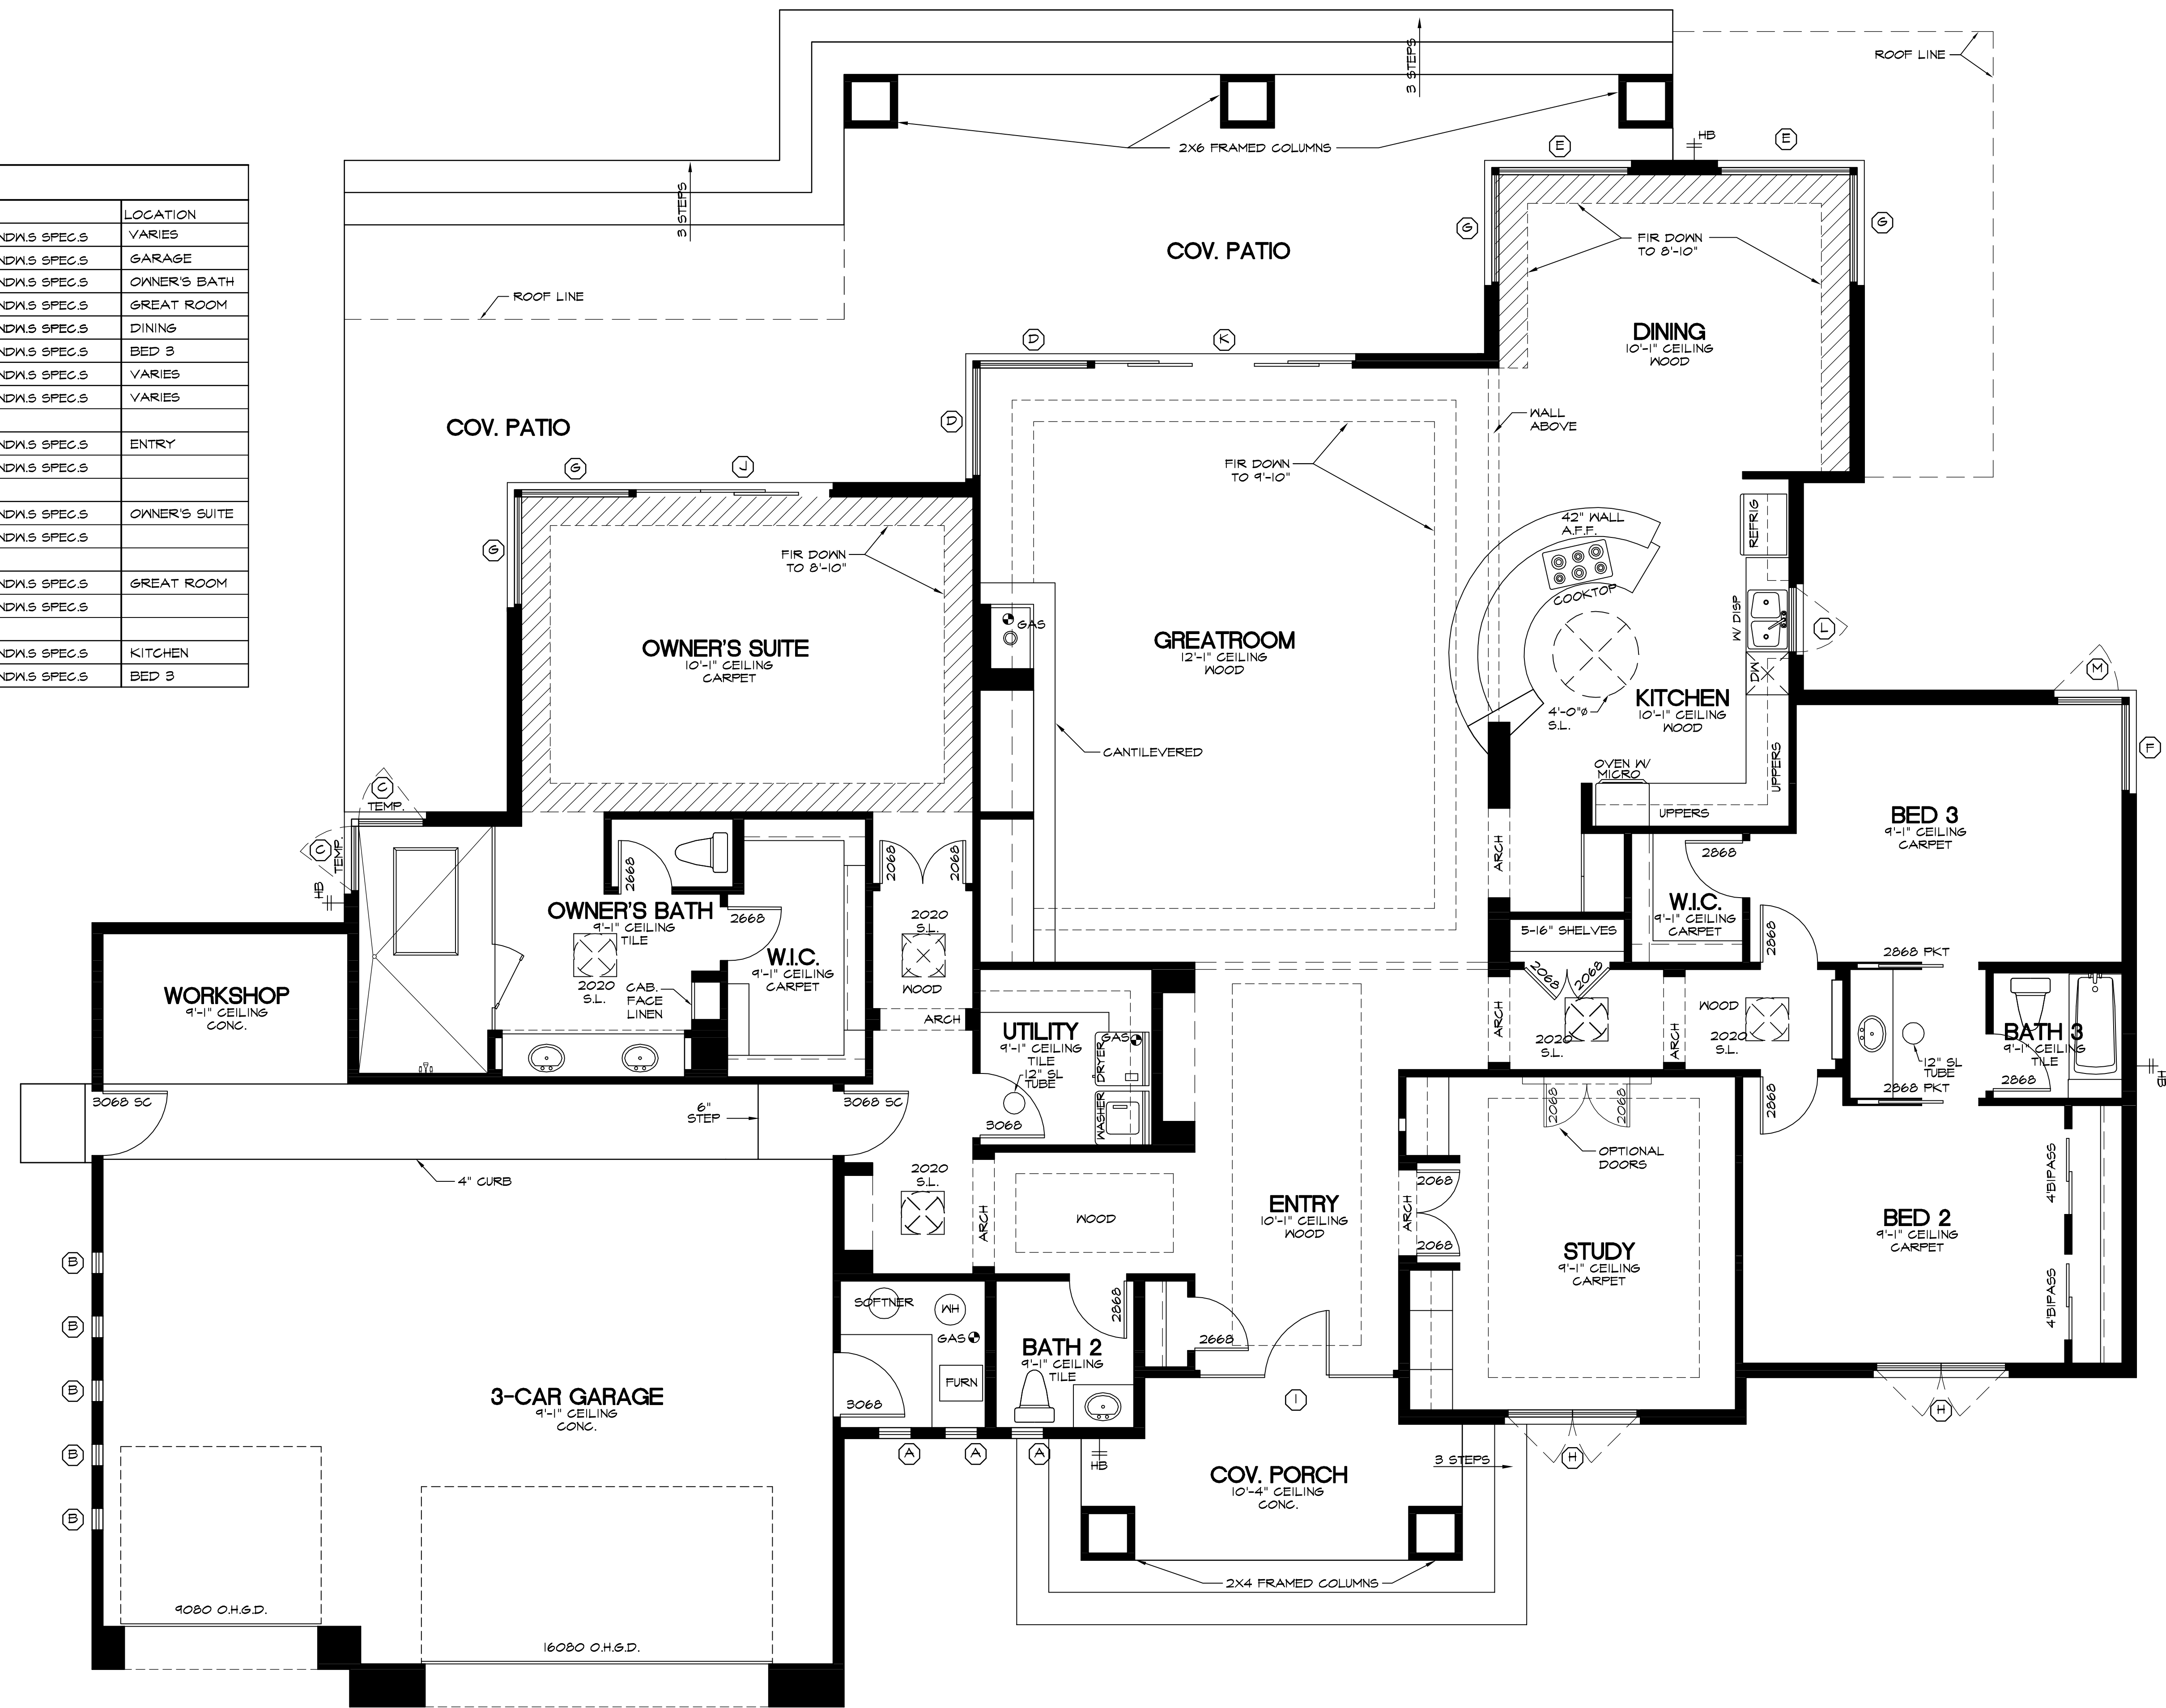 LOCATION
NDW.S SPEC.S VARIES
NDW.S SPEC.S GARAGE
NDW.S SPEC.S OWNER'S BATH
NDW.S SPEC.S GREAT ROOM
NDW.S SPEC.S DINING
NDW.S SPEC.S BED 3
NDW.S SPEC.S VARIES
NDW.S SPEC.S VARIES
NDW.S SPEC.S ENTRY
NDW.S SPEC.S
NDW.S SPEC.S OWNER'S SUITE
NDW.S SPEC.S
NDW.S SPEC.S GREAT ROOM
NDW.S SPEC.S
NDW.S SPEC.S KITCHEN
NDW.S SPEC.S BED 3
3 STEPS
ROOF LINE
2X6 FRAMED COLUMNS
E
HB
E
3 STEPS
G
G
COV. PATIO
FIR DOWN
TO 8'-10"
ROOF LINE
DINING
10'-1" CEILING
WOOD
D
K
D
WALL
ABOVE
COV. PATIO
G
J
FIR DOWN
TO 9'-10"
G
FIR DOWN
TO 8'-10"
42" WALL
A.F.F.
REFRIG
COOKTOP
W/ DISP
L
DW
GAS
OWNER'S SUITE
10'-1" CEILING
CARPET
GREATROOM
12'-1" CEILING
WOOD
KITCHEN
10'-1" CEILING
WOOD
4'-0"ø
S.L.
M
F
CANTILEVERED
OVEN W/
MICRO
UPPERS
UPPERS
C
TEMP.
C
TEMP.
HB
BED 3
9'-1" CEILING
CARPET
ARCH
2668
2068
2068
2868
OWNER'S BATH
9'-1" CEILING
TILE
2668
2020
S.L.
W.I.C.
9'-1" CEILING
CARPET
5-16" SHELVES
2868
2868 PKT
W.I.C.
9'-1" CEILING
CARPET
2020
S.L.
CAB.
FACE
LINEN
WOOD
ARCH
WORKSHOP
9'-1" CEILING
CONC.
UTILITY
9'-1" CEILING
TILE
12" SL
TUBE
GAS
DRYER
WASHER
3068
2068
2068
ARCH
2020
S.L.
ARCH
WOOD
2020
S.L.
BATH 3
9'-1" CEILING
TILE
12" SL
TUBE
2868
2868 PKT
HB
3068 SC
6"
STEP
3068 SC
2868
2068
2068
OPTIONAL
DOORS
4" CURB
2020
S.L.
ARCH
WOOD
ENTRY
10'-1" CEILING
WOOD
ARCH
2068
2068
STUDY
9'-1" CEILING
CARPET
BED 2
9'-1" CEILING
CARPET
4'BIPASS
4'BIPASS
B
B
B
B
B
SOFTNER
WH
GAS
FURN
3068
2868
BATH 2
9'-1" CEILING
TILE
2668
3-CAR GARAGE
9'-1" CEILING
CONC.
I
A
A
A
HB
H
H
3 STEPS
COV. PORCH
10'-4" CEILING
CONC.
2X4 FRAMED COLUMNS
9080 O.H.G.D.
16080 O.H.G.D.